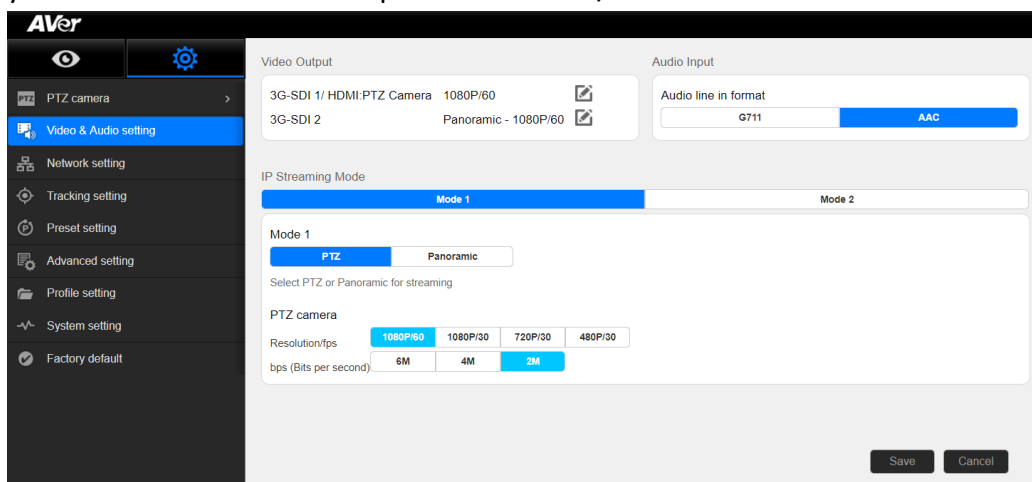 AVer
PTZ PTZ camera >
Video & Audio setting
Network setting
Tracking setting
P Preset setting
Advanced setting
Profile setting
System setting
Factory default
Video Output
3G-SDI 1/ HDMI:PTZ Camera 1080P/60
3G-SDI 2 Panoramic - 1080P/60
Audio Input
Audio line in format
G711 AAC
IP Streaming Mode
Mode 1 Mode 2
Mode 1
PTZ Panoramic
Select PTZ or Panoramic for streaming
PTZ camera
Resolution/fps 1080P/60 1080P/30 720P/30 480P/30
bps (Bits per second) 6M 4M 2M
Save Cancel